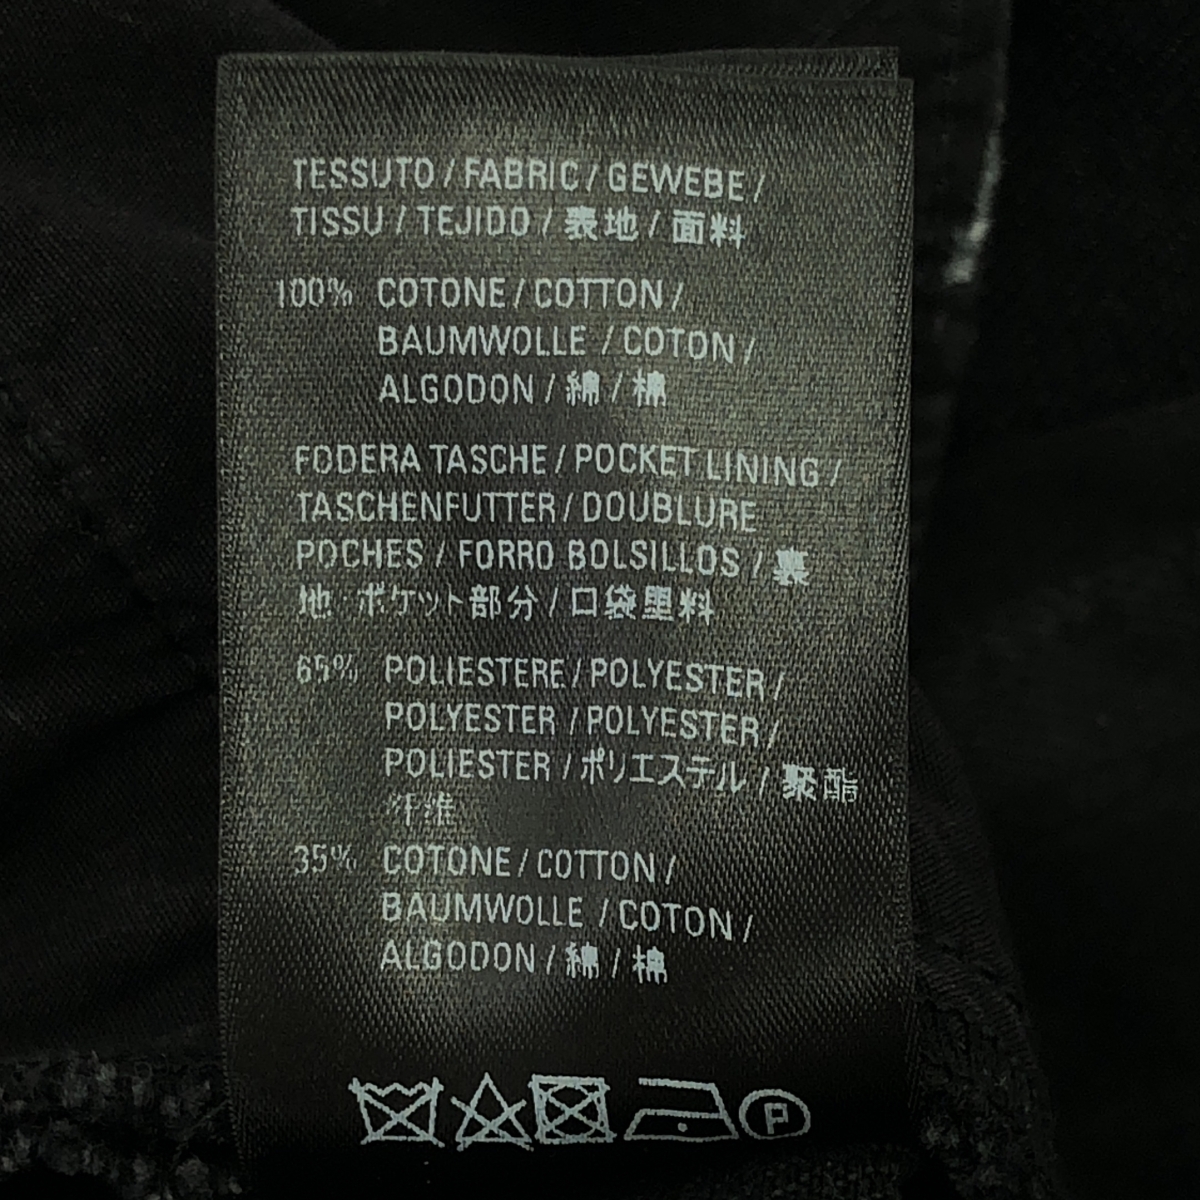 TESSUTO / FABRIC / GEWEBE /
TISSU / TEJIDO / 表地 / 面料
100% COTONE / COTTON /
BAUMWOLLE / COTON /
ALGODON / 綿 / 棉
FODERA TASCHE / POCKET LINING /
TASCHENFUTTER / DOUBLURE
POCHES / FORRO BOLSILLOS / 裏
地 ポケット部分 / 口袋里料
65% POLIESTERE / POLYESTER /
POLYESTER / POLYESTER /
POLIESTER / ポリエステル / 聚酯
纤维
35% COTONE / COTTON /
BAUMWOLLE / COTON /
ALGODON / 綿 / 棉
P